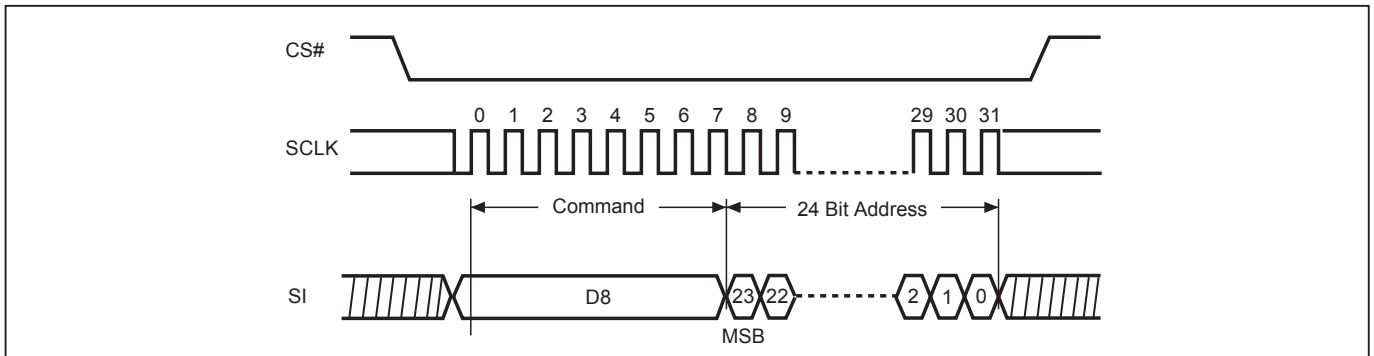 CS#
0 1 2 3 4 5 6 7 8 9 29 30 31
SCLK
Command 24 Bit Address
SI D8 23 22 2 1 0
MSB